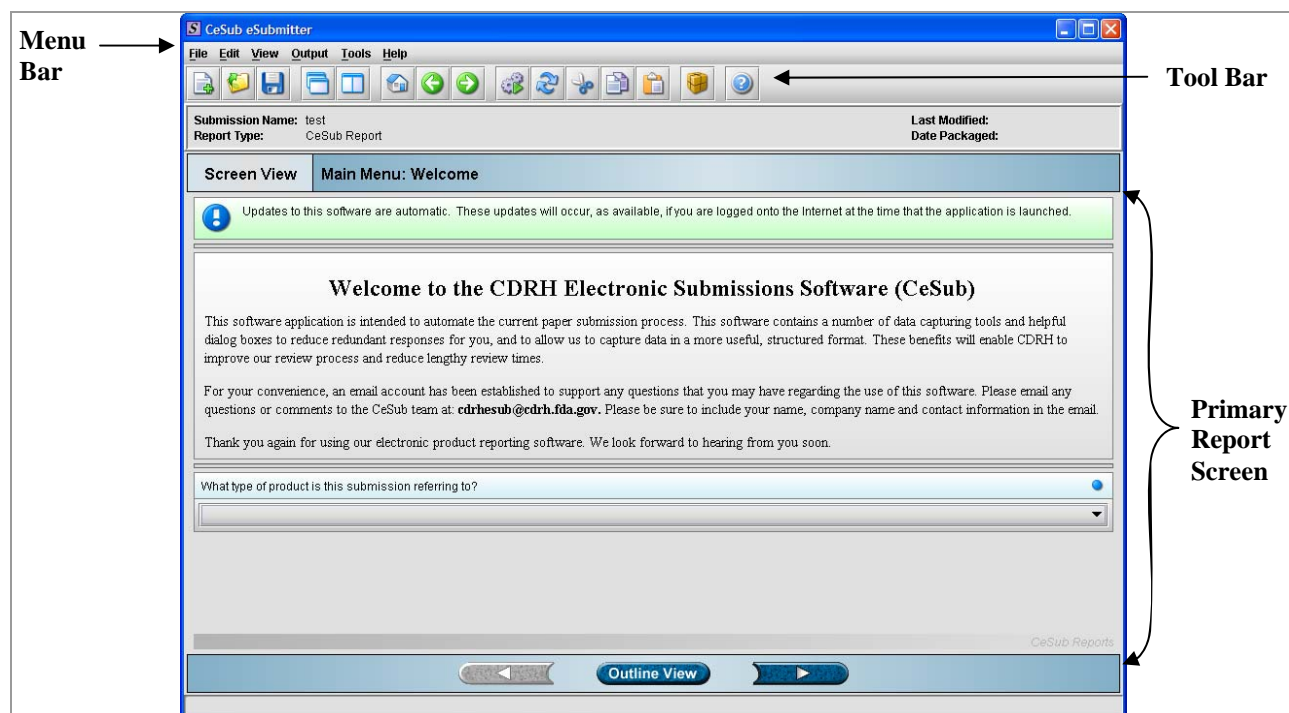 Menu Bar
CeSub eSubmitter
File Edit View Output Tools Help
Tool Bar
Submission Name: test
Last Modified:
Report Type: CeSub Report
Date Packaged:
Screen View
Main Menu: Welcome
Updates to this software are automatic. These updates will occur, as available, if you are logged onto the Internet at the time that the application is launched.
Welcome to the CDRH Electronic Submissions Software (CeSub)
This software application is intended to automate the current paper submission process. This software contains a number of data capturing tools and helpful
dialog boxes to reduce redundant responses for you, and to allow us to capture data in a more useful, structured format. These benefits will enable CDRH to
improve our review process and reduce lengthy review times.
For your convenience, an email account has been established to support any questions that you may have regarding the use of this software. Please email any
questions or comments to the CeSub team at: cdrhesub@cdrh.fda.gov. Please be sure to include your name, company name and contact information in the email.
Thank you again for using our electronic product reporting software. We look forward to hearing from you soon.
Primary
Report
Screen
What type of product is this submission referring to?
CeSub Reports
Outline View